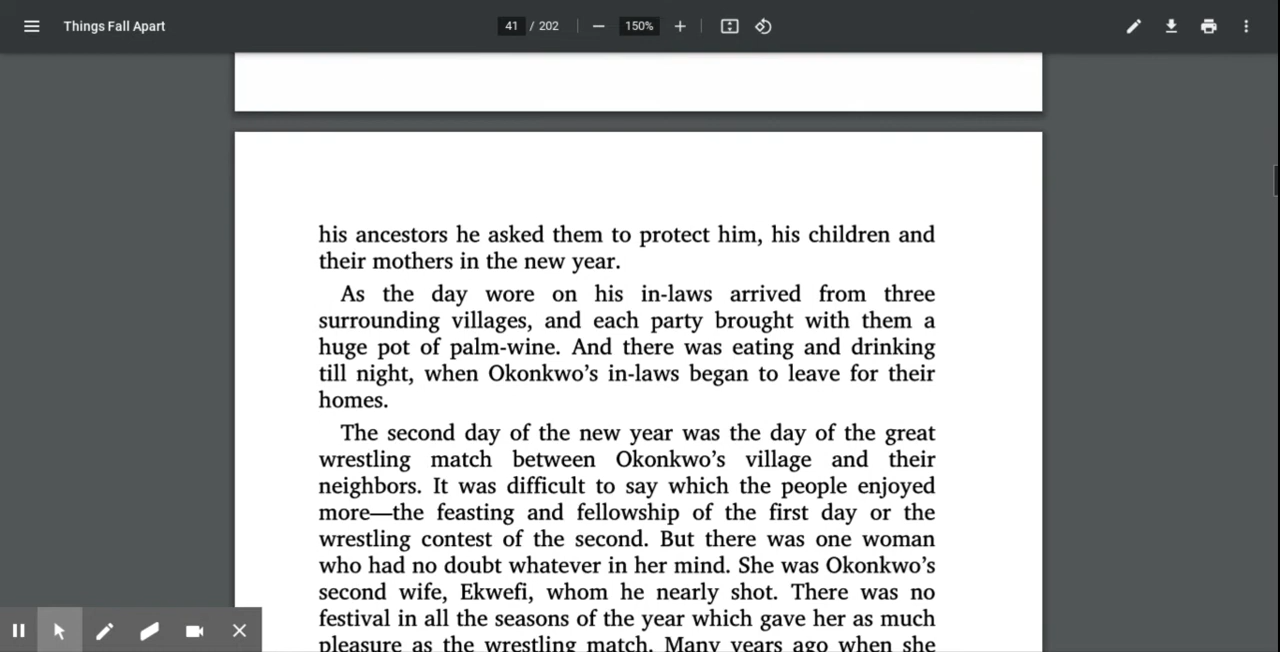 Things Fall Apart
41 / 202
150%
his ancestors he asked them to protect him, his children and
their mothers in the new year.
As the day wore on his in-laws arrived from three
surrounding villages, and each party brought with them a
huge pot of palm-wine. And there was eating and drinking
till night, when Okonkwo’s in-laws began to leave for their
homes.
The second day of the new year was the day of the great
wrestling match between Okonkwo’s village and their
neighbors. It was difficult to say which the people enjoyed
more—the feasting and fellowship of the first day or the
wrestling contest of the second. But there was one woman
who had no doubt whatever in her mind. She was Okonkwo’s
second wife, Ekwefi, whom he nearly shot. There was no
festival in all the seasons of the year which gave her as much
pleasure as the wrestling match. Many years ago when she